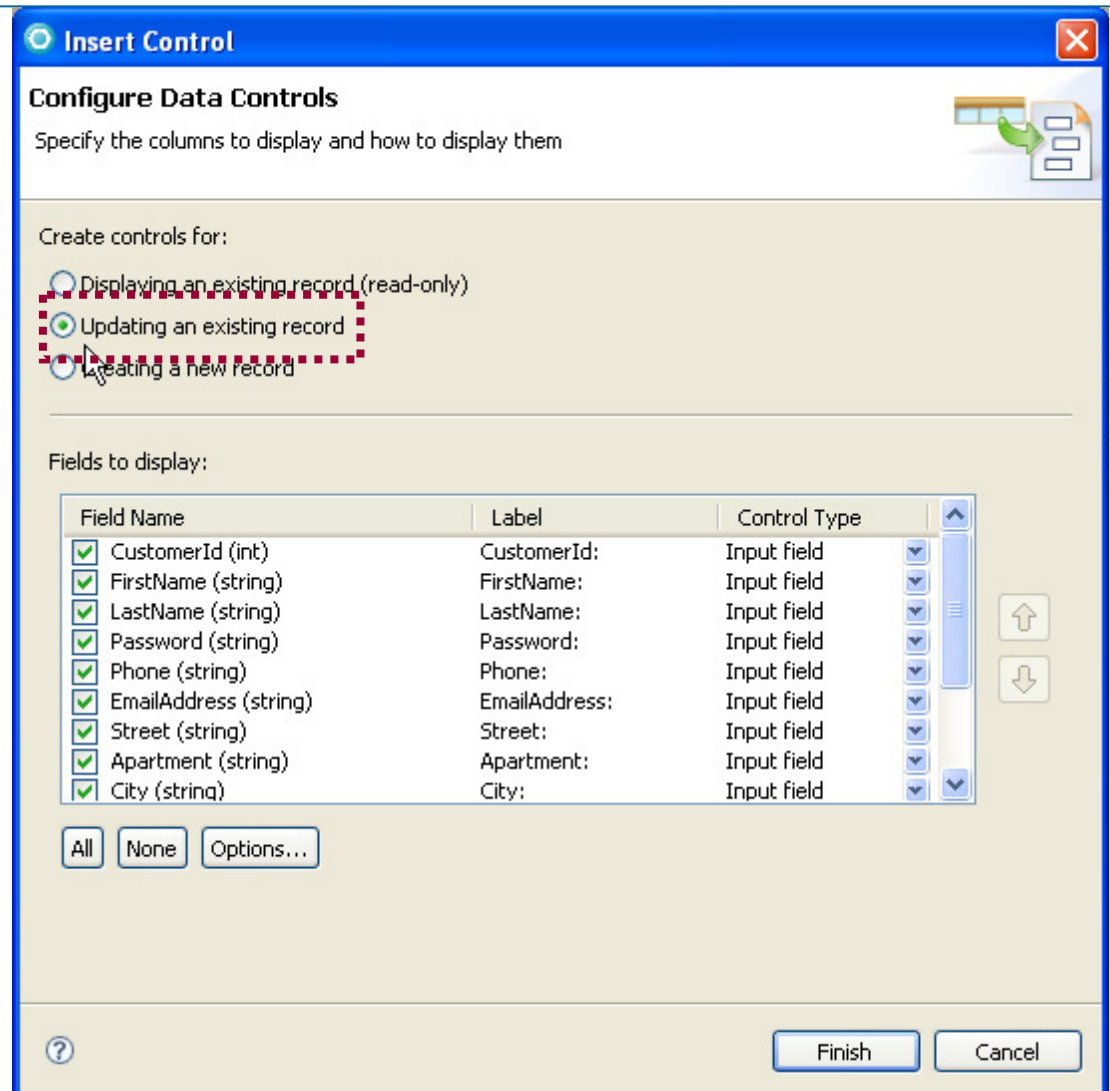 Insert Control
Configure Data Controls
Specify the columns to display and how to display them
Create controls for:
Displaying an existing record (read-only)
Updating an existing record
Creating a new record
Fields to display:
Field Name Label Control Type
CustomerId (int) CustomerId: Input field
FirstName (string) FirstName: Input field
LastName (string) LastName: Input field
Password (string) Password: Input field
Phone (string) Phone: Input field
EmailAddress (string) EmailAddress: Input field
Street (string) Street: Input field
Apartment (string) Apartment: Input field
City (string) City: Input field
All None Options...
? Finish Cancel